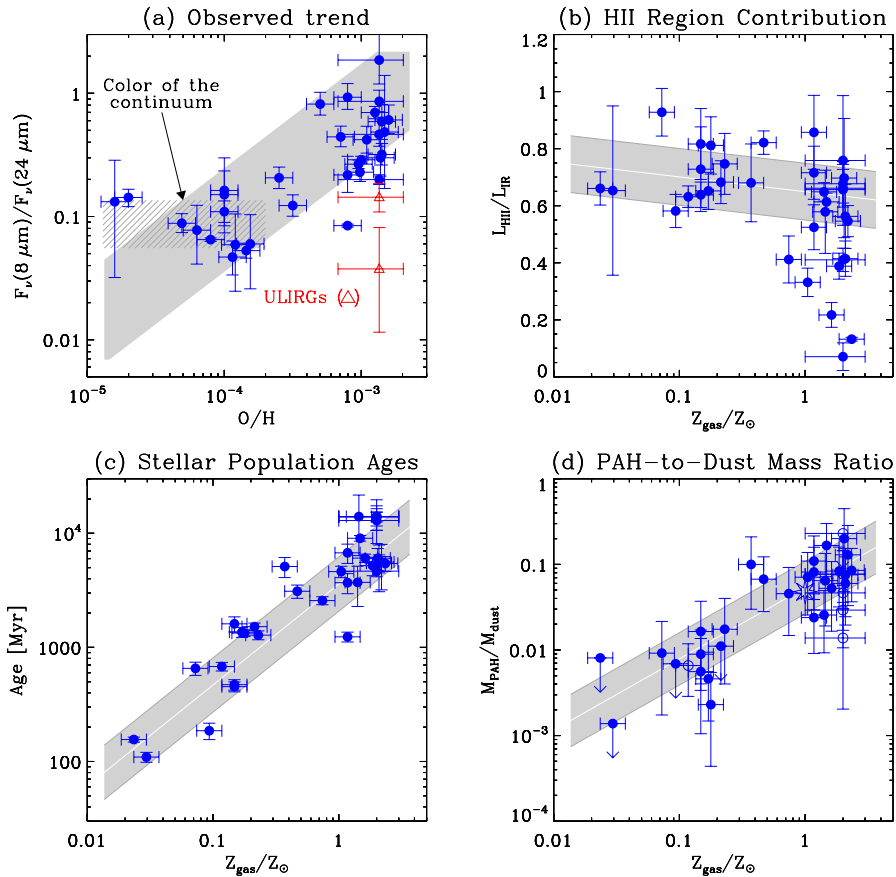 (a) Observed trend
Fν(8 μm)/Fν(24 μm)
1
0.1
0.01
Color of the
continuum
ULIRGs (△)
10⁻⁵
10⁻⁴
10⁻³
O/H
(b) HII Region Contribution
L_HII/L_IR
1
0.8
0.6
0.4
0.2
0
0.01
0.1
1
Z_gas/Z_⊙
(c) Stellar Population Ages
Age [Myr]
10⁴
1000
100
0.01
0.1
1
Z_gas/Z_⊙
(d) PAH−to−Dust Mass Ratio
M_PAH/M_dust
1
0.1
0.01
10⁻³
10⁻⁴
0.01
0.1
1
Z_gas/Z_⊙